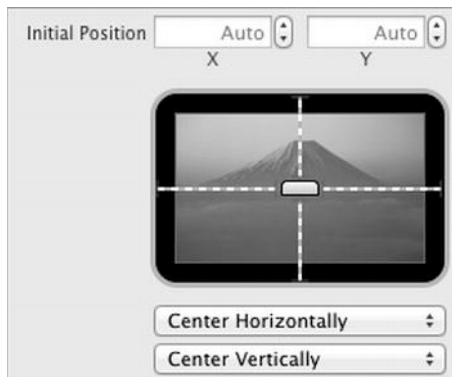 Initial Position Auto Auto
X Y
Center Horizontally
Center Vertically